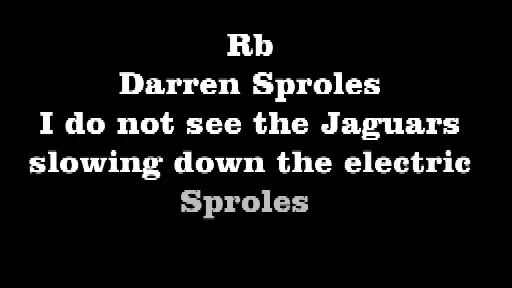 Rb
Darren Sproles
I do not see the Jaguars
slowing down the electric
Sproles